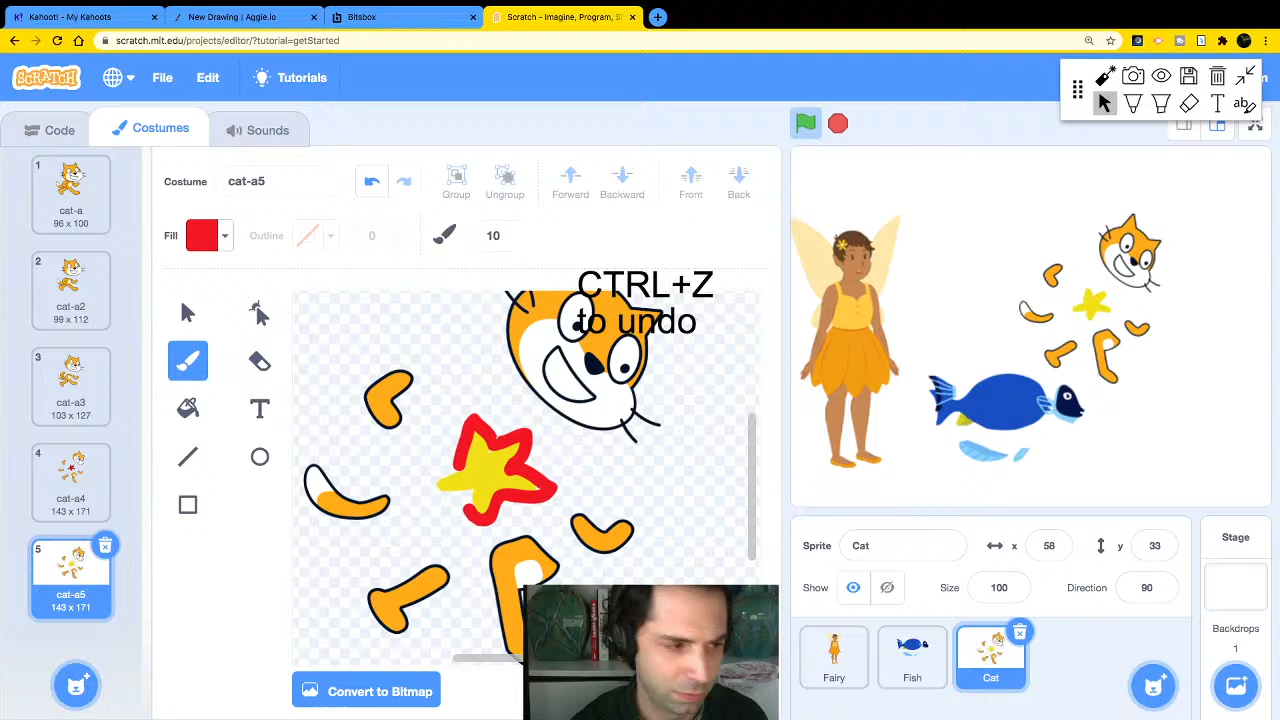 Kahoot! - My Kahoots
New Drawing | Aggie.io
Bitsbox
Scratch - Imagine, Program, S
scratch.mit.edu/projects/editor/?tutorial=getStarted
SCRATCH
File
Edit
Tutorials
T
ab
Code
Costumes
Sounds
Costume
cat-a5
Group
Ungroup
Forward
Backward
Front
Back
Fill
Outline
0
10
CTRL+Z
to undo
T
1
cat-a
96 x 100
2
cat-a2
99 x 112
3
cat-a3
103 x 127
4
cat-a4
143 x 171
5
cat-a5
143 x 171
Convert to Bitmap
Sprite
Cat
x
58
y
33
Show
Size
100
Direction
90
Fairy
Fish
Cat
Stage
Backdrops
1